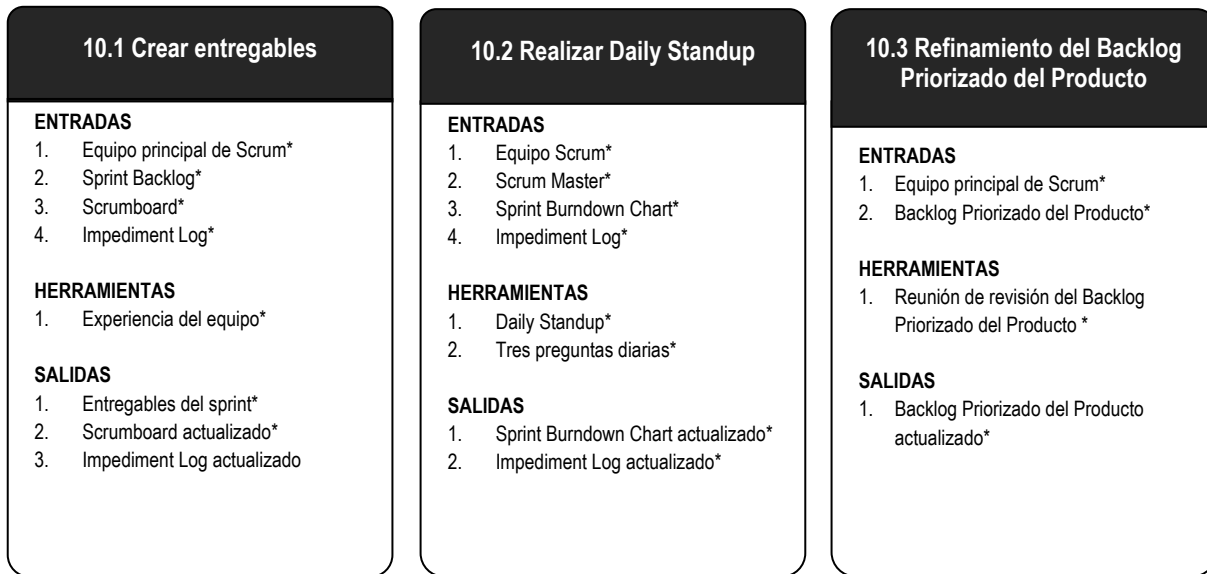 10.1 Crear entregables
ENTRADAS
1. Equipo principal de Scrum*
2. Sprint Backlog*
3. Scrumboard*
4. Impediment Log*
HERRAMIENTAS
1. Experiencia del equipo*
SALIDAS
1. Entregables del sprint*
2. Scrumboard actualizado*
3. Impediment Log actualizado
10.2 Realizar Daily Standup
ENTRADAS
1. Equipo Scrum*
2. Scrum Master*
3. Sprint Burndown Chart*
4. Impediment Log*
HERRAMIENTAS
1. Daily Standup*
2. Tres preguntas diarias*
SALIDAS
1. Sprint Burndown Chart actualizado*
2. Impediment Log actualizado*
10.3 Refinamiento del Backlog
Priorizado del Producto
ENTRADAS
1. Equipo principal de Scrum*
2. Backlog Priorizado del Producto*
HERRAMIENTAS
1. Reunión de revisión del Backlog
Priorizado del Producto *
SALIDAS
1. Backlog Priorizado del Producto
actualizado*